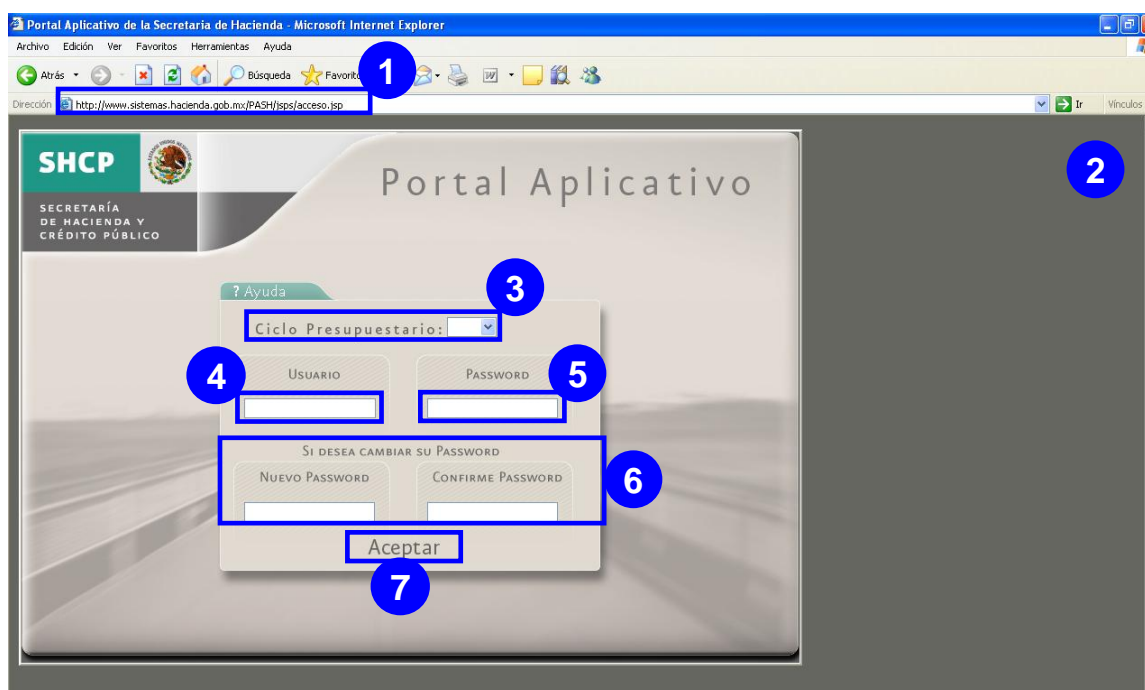 Portal Aplicativo de la Secretaria de Hacienda - Microsoft Internet Explorer
Archivo Edición Ver Favoritos Herramientas Ayuda
Atrás Búsqueda 1
Dirección http://www.sistemas.hacienda.gob.mx/PASH/jsps/acceso.jsp Ir Vínculos
2
SHCP
Portal Aplicativo
SECRETARÍA
DE HACIENDA Y
CRÉDITO PÚBLICO
3
? Ayuda
Ciclo Presupuestario:
4 USUARIO PASSWORD 5
SI DESEA CAMBIAR SU PASSWORD
NUEVO PASSWORD CONFIRME PASSWORD 6
Aceptar
7